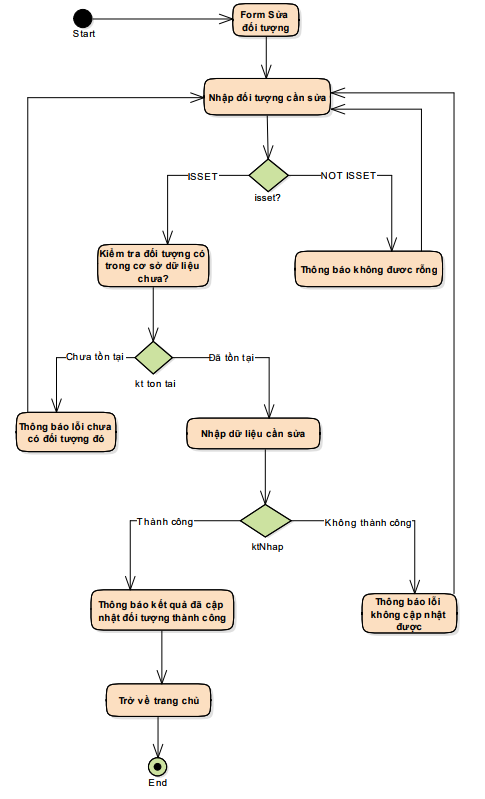 Start
Form Sửa
đối tượng
Nhập đối tượng cần sửa
ISSET
NOT ISSET
isset?
Kiểm tra đối tượng có
trong cơ sở dữ liệu
chưa?
Thông báo không được rỗng
Chưa tồn tại
Đã tồn tại
kt ton tai
Thông báo lỗi chưa
có đối tượng đó
Nhập dữ liệu cần sửa
Thành công
Không thành công
ktNhap
Thông báo kết quả đã cập
nhật đối tượng thành công
Thông báo lỗi
không cập nhật
được
Trở về trang chủ
End